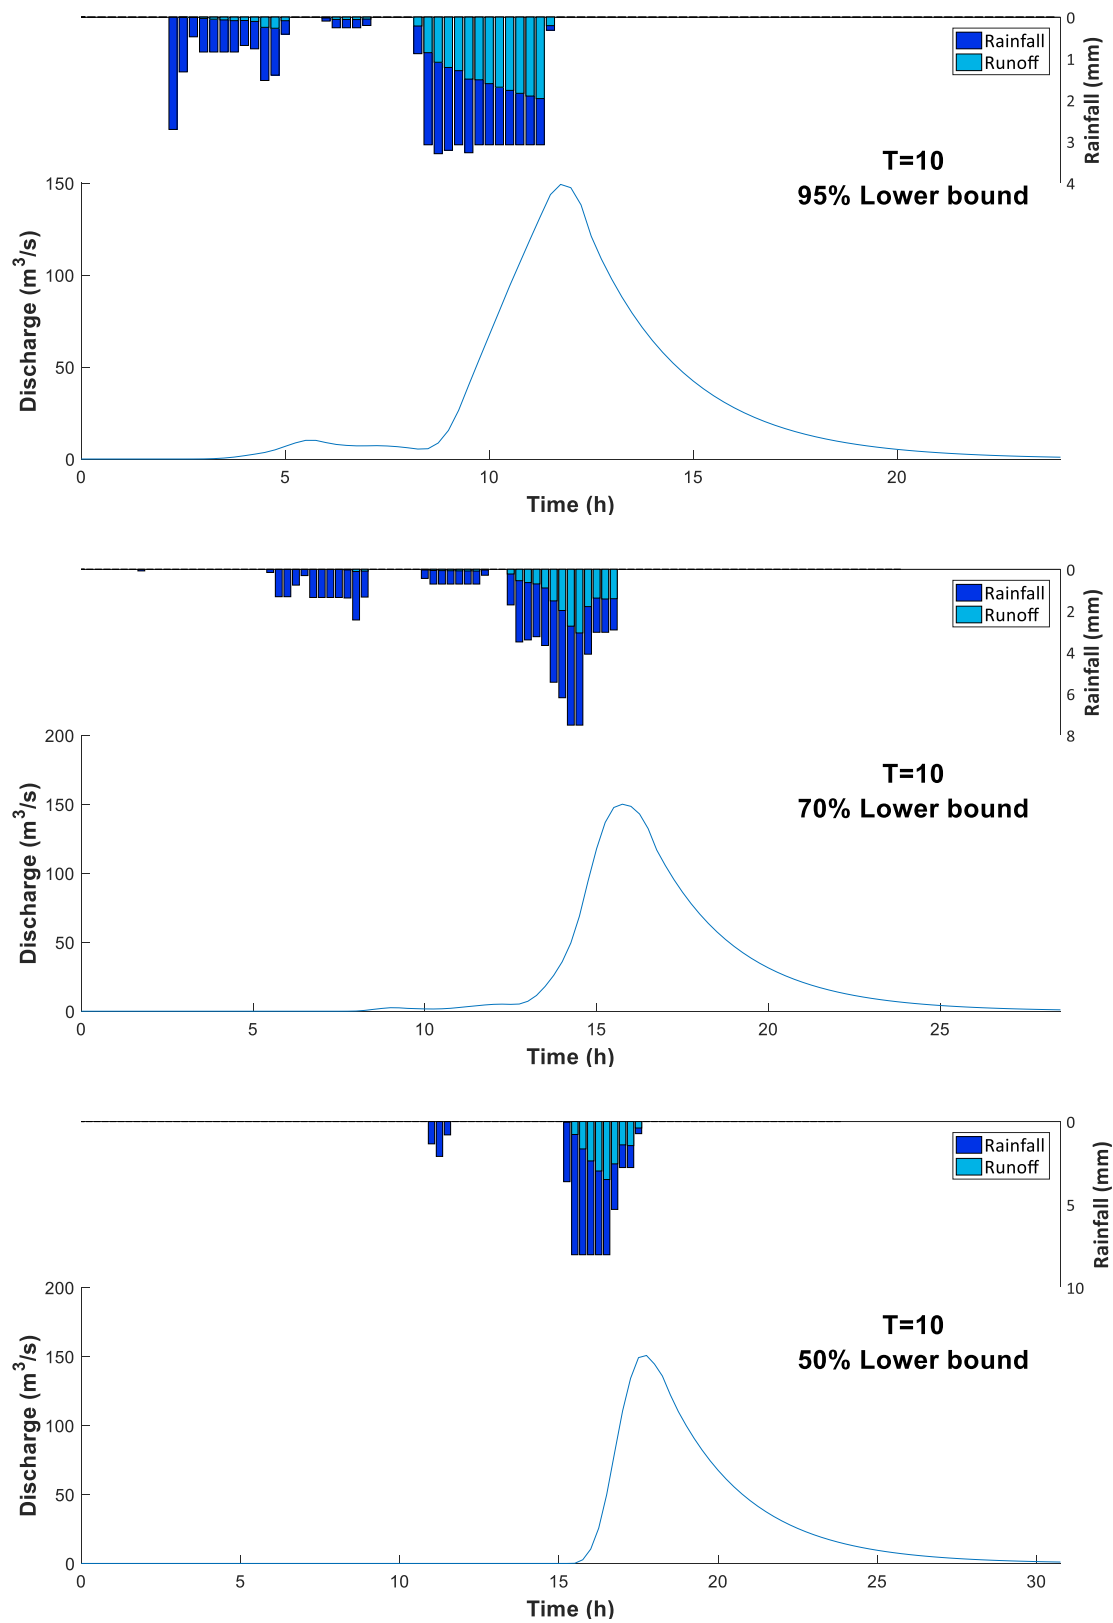 0
Rainfall
Runoff
1
2
3
4
Rainfall (mm)
T=10
95% Lower bound
150
100
50
0
Discharge (m³/s)
0 5 10 15 20
Time (h)
0
Rainfall
Runoff
2
4
6
8
Rainfall (mm)
T=10
70% Lower bound
200
150
100
50
0
Discharge (m³/s)
0 5 10 15 20 25
Time (h)
0
Rainfall
Runoff
5
10
Rainfall (mm)
T=10
50% Lower bound
200
150
100
50
0
Discharge (m³/s)
0 5 10 15 20 25 30
Time (h)